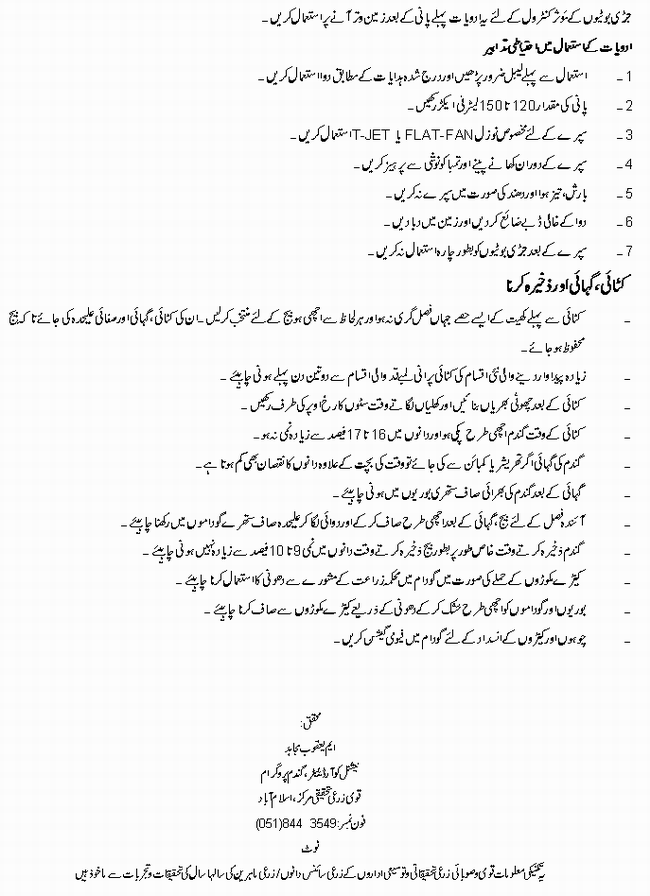 جڑی بوٹیوں کے موثر کنٹرول کے لئے یہ ادویات پہلے پانی کے بعد زمین وتر آنے پر استعمال کریں ۔
ادویات کے استعمال میں احتیاطی تدابیر
1 ۔ استعمال سے پہلے لیبل ضرور پڑھیں اور درج شدہ ہدایات کے مطابق دوا استعمال کریں ۔
2 ۔ پانی کی مقدار 120 تا 150 لیٹر فی ایکڑ رکھیں ۔
3 ۔ سپرے کے لئے مخصوص نوزل FLAT-FAN یا T-JET استعمال کریں ۔
4 ۔ سپرے کے دوران کھانے پینے اور تمباکو نوشی سے پرہیز کریں ۔
5 ۔ بارش، تیز ہوا اور دھند کی صورت میں سپرے نہ کریں ۔
6 ۔ دوا کے خالی ڈبے ضائع کر دیں اور زمین میں دبا دیں ۔
7 ۔ سپرے کے بعد جڑی بوٹیوں کو بطور چارہ استعمال نہ کریں ۔
کٹائی، گہائی اور ذخیرہ کرنا
۔ کٹائی سے پہلے کھیت کے ایسے حصے جہاں فصل گری نہ ہو اور ہر لحاظ سے اچھی ہو بیج کے لئے منتخب کر لیں ۔ ان کی کٹائی، گہائی اور صفائی علیحدہ کی جائے تا کہ بیج
محفوظ ہو جائے ۔
۔ زیادہ پیداوار دینے والی نئی اقسام کی کٹائی پرانی لمبے قد والی اقسام سے دو تین دن پہلے ہونی چاہیئے ۔
۔ کٹائی کے بعد چھوٹی بھریاں بنائیں اور کھلیاں لگاتے وقت سٹوں کا رخ اوپر کی طرف رکھیں ۔
۔ کٹائی کے وقت گندم اچھی طرح پکی ہو اور دانوں میں 16 تا 17 فیصد سے زیادہ نمی نہ ہو ۔
۔ گندم کی گہائی اگر تھریشر یا کمبائن سے کی جائے تو وقت کی بچت کے علاوہ دانوں کا نقصان بھی کم ہوتا ہے ۔
۔ گہائی کے بعد گندم کی بھرائی صاف ستھری بوریوں میں ہونی چاہیئے ۔
۔ آئندہ فصل کے لئے بیج، گہائی کے بعد اچھی طرح صاف کر کے اور دوائی لگا کر علیحدہ صاف ستھرے گوداموں میں رکھنا چاہیئے ۔
۔ گندم ذخیرہ کرتے وقت خاص طور پر بطور بیج ذخیرہ کرتے وقت دانوں میں نمی 9 تا 10 فیصد سے زیادہ نہیں ہونی چاہیئے ۔
۔ کیڑے مکوڑوں کے حملے کی صورت میں گودام میں محکمہ زراعت کے مشورے سے دھونی کا استعمال کرنا چاہیئے ۔
۔ بوریوں اور گوداموں کو اچھی طرح خشک کر کے دھونی کے ذریعے کیڑے مکوڑوں سے صاف کرنا چاہیئے ۔
۔ چوہوں اور کیڑوں کے انسداد کے لئے گودام میں فیومی گیشن کریں ۔
محقق:
ایم یعقوب مجاہد
نیشنل کوآرڈینیٹر، گندم پروگرام
قومی زرعی تحقیقی مرکز، اسلام آباد
فون نمبر: 3549 844(051)
نوٹ
یہ تکنیکی معلومات قومی و صوبائی زرعی تحقیقاتی و توسیعی اداروں کے زرعی سائنس دانوں/زرعی ماہرین کی سالہا سال کی تحقیقات و تجربات سے ماخوذ ہیں